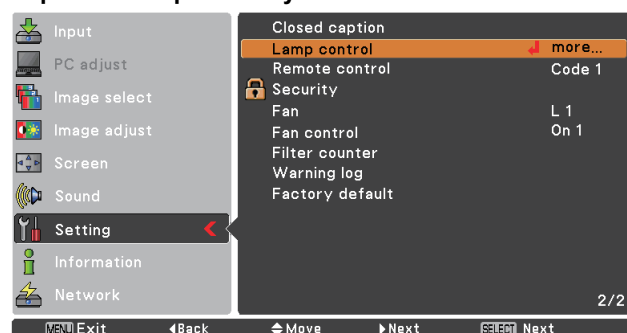 Input
PC adjust
Image select
Image adjust
Screen
Sound
Setting
Information
Network
Closed caption
Lamp control more...
Remote control Code 1
Security
Fan L 1
Fan control On 1
Filter counter
Warning log
Factory default
2/2
MENU Exit Back Move Next SELECT Next